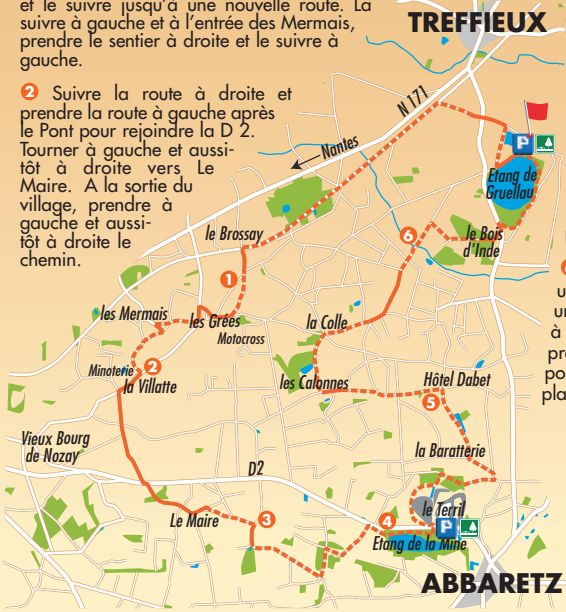 et le suivre jusqu'à une nouvelle route. La
suivre à gauche et à l'entrée des Mermais,
prendre le sentier à droite et le suivre à
gauche.
2 Suivre la route à droite et
prendre la route à gauche après
le Pont pour rejoindre la D 2.
Tourner à gauche et aussi-
tôt à droite vers Le
Maire. A la sortie du
village, prendre à
gauche et aussi-
tôt à droite le
chemin.
TREFFIEUX
N 171
Nantes
P
Etang de
Gruellau
le Brossay
6
le Bois
d'Inde
1
les Mermais
les Grées
Motocross
la Colle
u
un
à
pr
po
pla
Minoterie
2
la Villatte
les Calonnes
Hôtel Dabet
5
Vieux Bourg
de Nozay
la Baratterie
D2
le Terril
P
Le Maire
3
4
Etang de la Mine
ABBARETZ